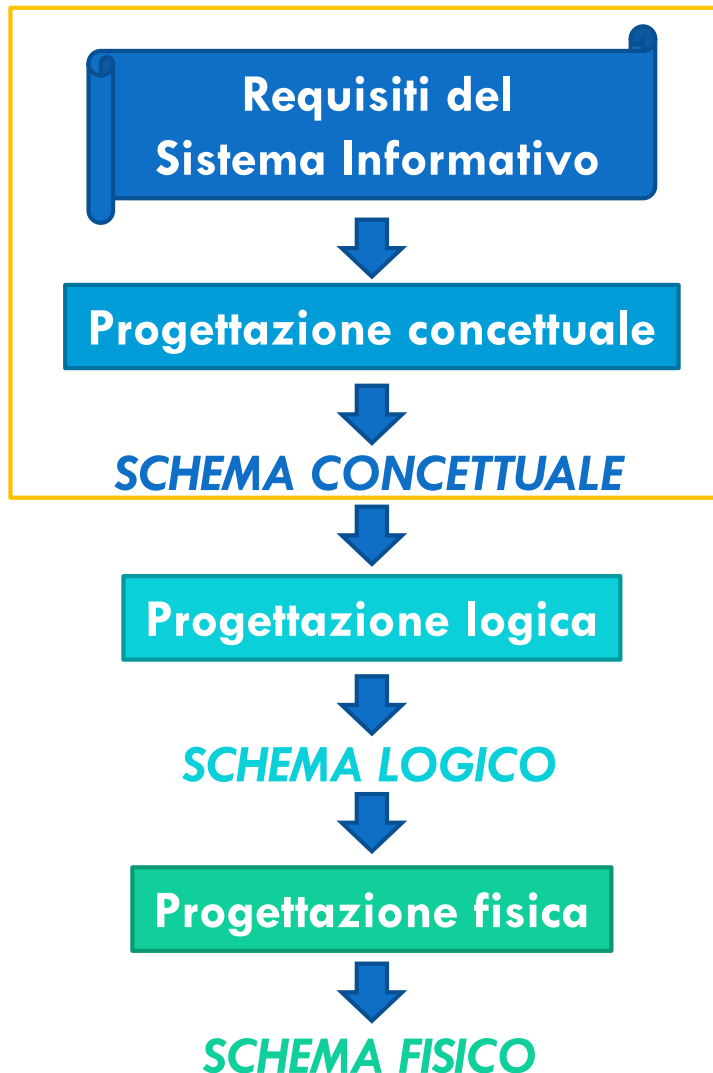 Requisiti del
Sistema Informativo
Progettazione concettuale
SCHEMA CONCETTUALE
Progettazione logica
SCHEMA LOGICO
Progettazione fisica
SCHEMA FISICO